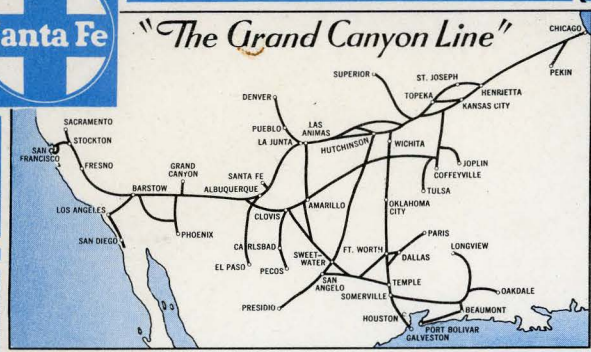 anta Fe
"The Grand Canyon Line"
CHICAGO
PEKIN
SUPERIOR
ST. JOSEPH
HENRIETTA
TOPEKA
KANSAS CITY
DENVER
PUEBLO
LAS
ANIMAS
LA JUNTA
HUTCHINSON
WICHITA
JOPLIN
COFFEYVILLE
TULSA
SACRAMENTO
STOCKTON
SAN
FRANCISCO
FRESNO
BARSTOW
GRAND
CANYON
SANTA FE
ALBUQUERQUE
CLOVIS
AMARILLO
OKLAHOMA
CITY
LOS ANGELES
SAN DIEGO
PHOENIX
CARLSBAD
EL PASO
PECOS
SWEET-
WATER
FT. WORTH
DALLAS
PARIS
LONGVIEW
SAN
ANGELO
TEMPLE
SOMERVILLE
OAKDALE
PRESIDIO
HOUSTON
BEAUMONT
PORT BOLIVAR
GALVESTON